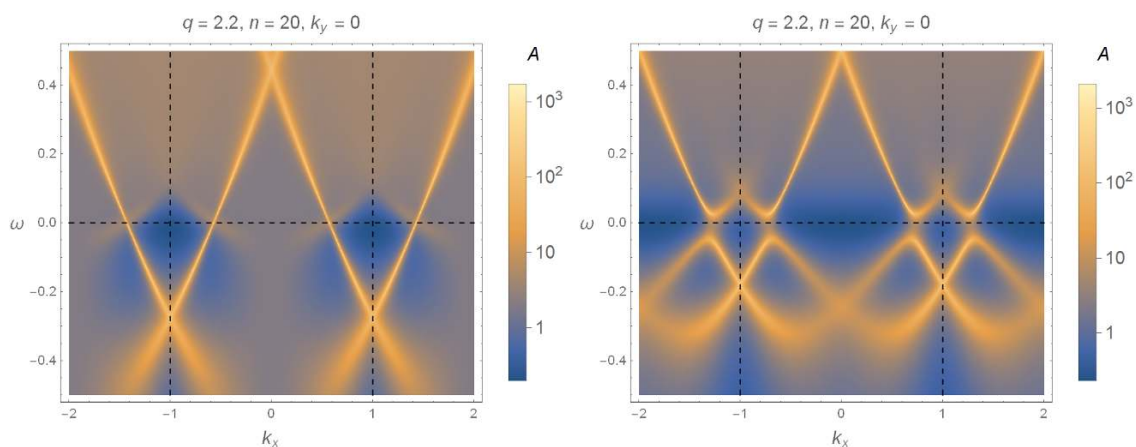 q = 2.2, n = 20, k_y = 0
A
0.4
0.2
0.0
-0.2
-0.4
ω
-2 -1 0 1 2
k_x
10^3
10^2
10
1
q = 2.2, n = 20, k_y = 0
A
0.4
0.2
0.0
-0.2
-0.4
ω
-2 -1 0 1 2
k_x
10^3
10^2
10
1